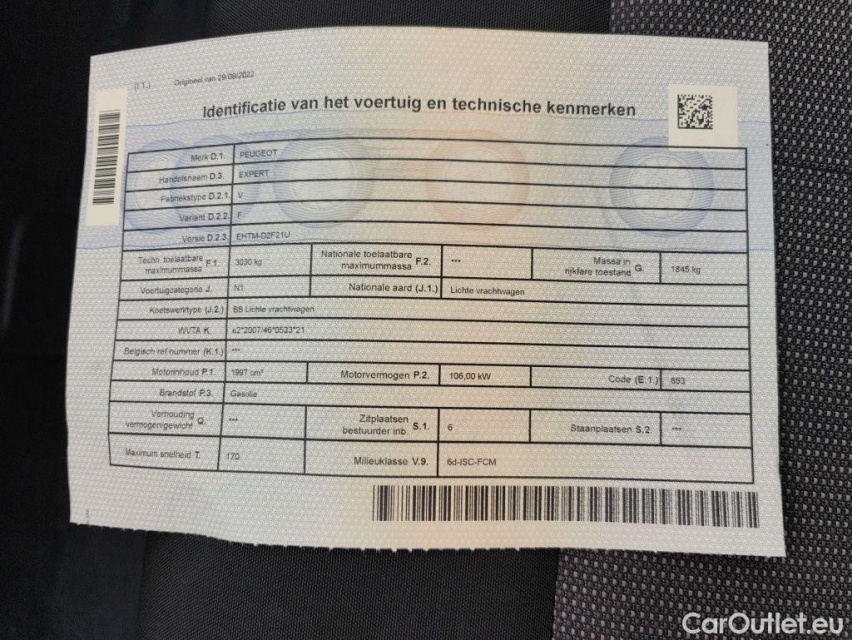 (I.1.) Origineel van 29/08/2022
Identificatie van het voertuig en technische kenmerken
Merk D.1. PEUGEOT
Handelsnaam D.3. EXPERT
Fabriekstype D.2.1. V
Variant D.2.2. F
Versie D.2.3. EHTM-D2F21U
Techn. toelaatbare maximummassa F.1. 3030 kg Nationale toelaatbare maximummassa F.2. *** Massa in rijklare toestand G. 1845 kg
Voertuigcategorie J. N1 Nationale aard (J.1.) Lichte vrachtwagen
Koetswerktype (J.2.) BB Lichte vrachtwagen
WVTA K. e2*2007/46*0533*21
Belgisch ref nummer (K.1.) ***
Motorinhoud P.1. 1997 cm³ Motorvermogen P.2. 106,00 kW Code (E.1.) 653
Brandstof P.3. Gasolie
Verhouding vermogen/gewicht Q. *** Zitplaatsen bestuurder inb. S.1. 6 Staanplaatsen S.2. ***
Maximum snelheid T. 170 Milieuklasse V.9. 6d-ISC-FCM
CarOutlet.eu